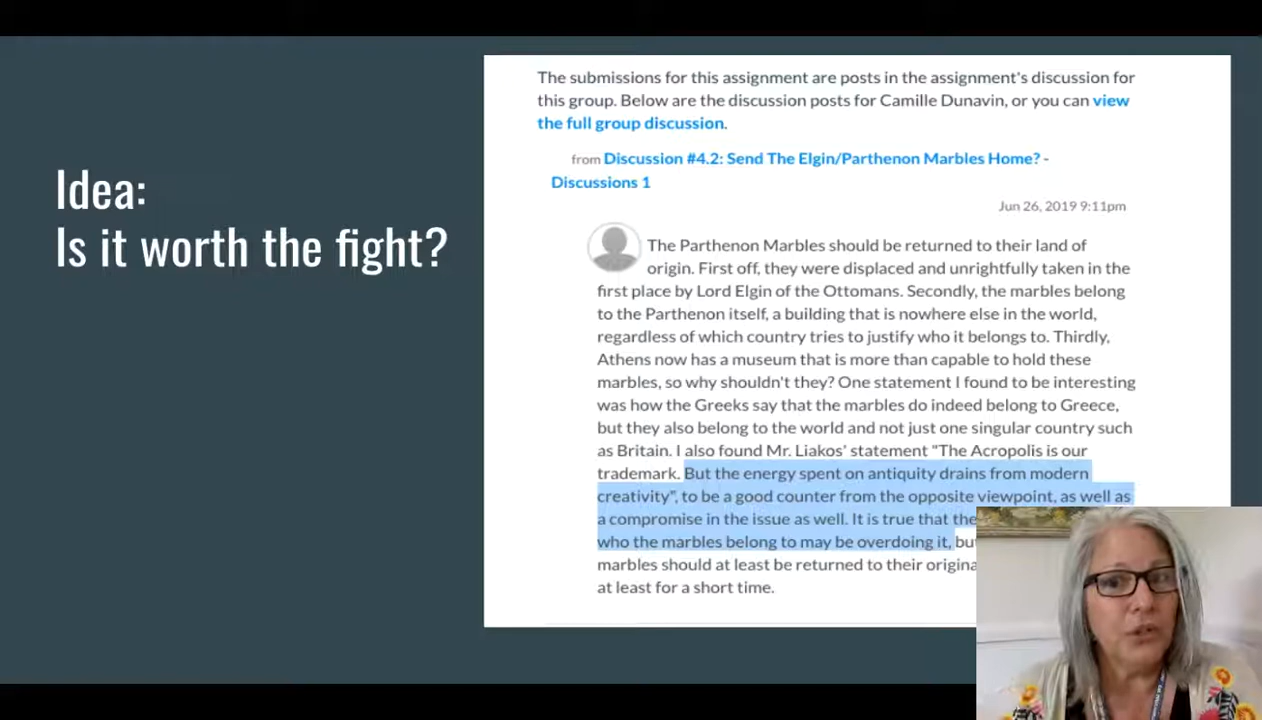 Idea:
Is it worth the fight?
The submissions for this assignment are posts in the assignment's discussion for
this group. Below are the discussion posts for Camille Dunavin, or you can view
the full group discussion.
from Discussion #4.2: Send The Elgin/Parthenon Marbles Home? -
Discussions 1
Jun 26, 2019 9:11pm
The Parthenon Marbles should be returned to their land of
origin. First off, they were displaced and unrightfully taken in the
first place by Lord Elgin of the Ottomans. Secondly, the marbles belong
to the Parthenon itself, a building that is nowhere else in the world,
regardless of which country tries to justify who it belongs to. Thirdly,
Athens now has a museum that is more than capable to hold these
marbles, so why shouldn't they? One statement I found to be interesting
was how the Greeks say that the marbles do indeed belong to Greece,
but they also belong to the world and not just one singular country such
as Britain. I also found Mr. Liakos' statement "The Acropolis is our
trademark. But the energy spent on antiquity drains from modern
creativity", to be a good counter from the opposite viewpoint, as well as
a compromise in the issue as well. It is true that the
who the marbles belong to may be overdoing it,
marbles should at least be returned to their
at least for a short time.